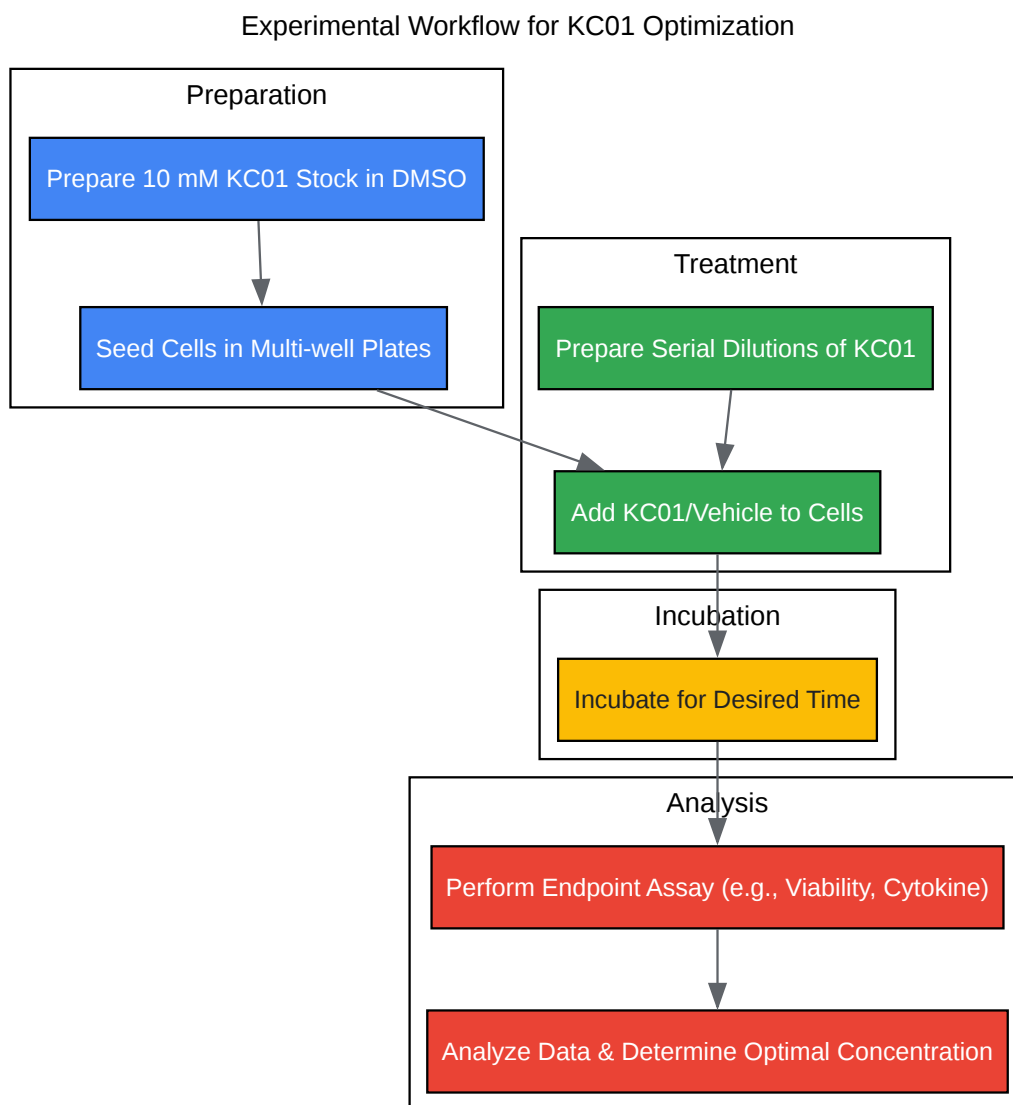 Experimental Workflow for KC01 Optimization
Preparation
Prepare 10 mM KC01 Stock in DMSO
Seed Cells in Multi-well Plates
Treatment
Prepare Serial Dilutions of KC01
Add KC01/Vehicle to Cells
Incubation
Incubate for Desired Time
Analysis
Perform Endpoint Assay (e.g., Viability, Cytokine)
Analyze Data & Determine Optimal Concentration